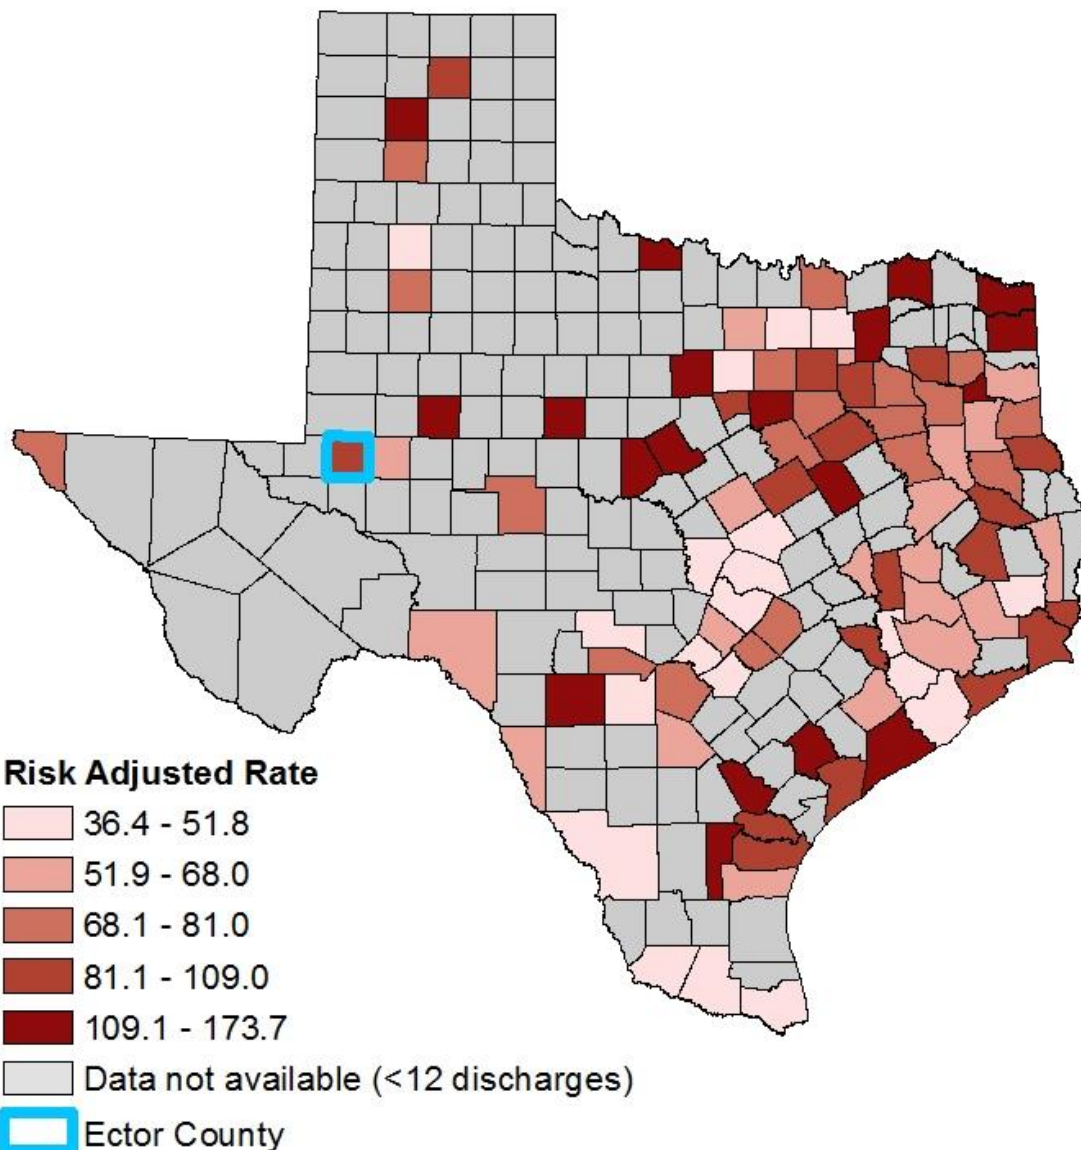 Risk Adjusted Rate
36.4 - 51.8
51.9 - 68.0
68.1 - 81.0
81.1 - 109.0
109.1 - 173.7
Data not available (<12 discharges)
Ector County